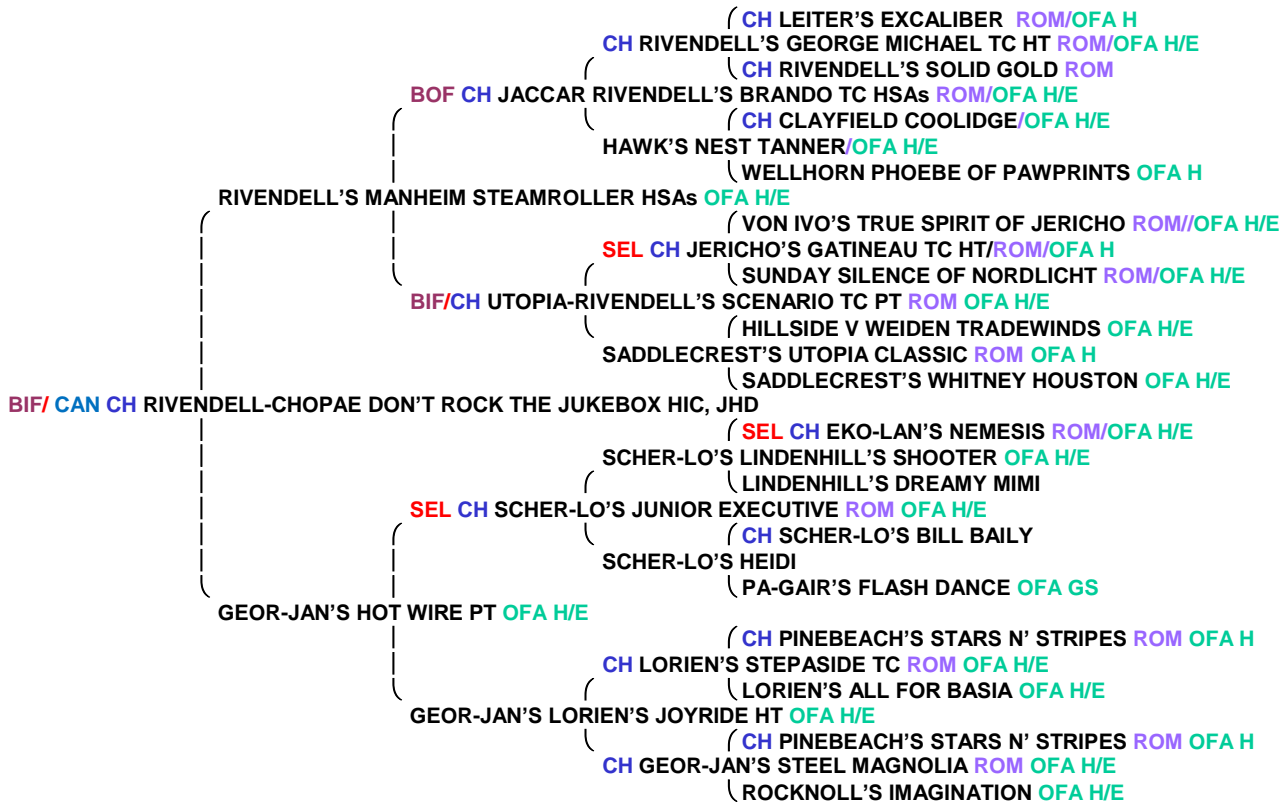 CH LEITER'S EXCALIBER ROM/OFA H
CH RIVENDELL'S GEORGE MICHAEL TC HT ROM//OFA H/E
CH RIVENDELL'S SOLID GOLD ROM
BOF CH JACCAR RIVENDELL'S BRANDO TC HSAs ROM/OFA H/E
CH CLAYFIELD COOLIDGE/OFA H/E
HAWK'S NEST TANNER/OFA H/E
WELLHORN PHOEBE OF PAWPRINTS OFA H
RIVENDELL'S MANHEIM STEAMROLLER HSAs OFA H/E
VON IVO'S TRUE SPIRIT OF JERICHO ROM//OFA H/E
SEL CH JERICHO'S GATINEAU TC HT/ROM/OFA H
SUNDAY SILENCE OF NORDLICHT ROM/OFA H/E
BIF/CH UTOPIA-RIVENDELL'S SCENARIO TC PT ROM OFA H/E
HILLSIDE V WEIDEN TRADEWINDS OFA H/E
SADDLECREST'S UTOPIA CLASSIC ROM OFA H
SADDLECREST'S WHITNEY HOUSTON OFA H/E
BIF/ CAN CH RIVENDELL-CHOPAE DON'T ROCK THE JUKEBOX HIC, JHD
SEL CH EKO-LAN'S NEMESIS ROM/OFA H/E
SCHER-LO'S LINDENHILL'S SHOOTER OFA H/E
LINDENHILL'S DREAMY MIMI
SEL CH SCHER-LO'S JUNIOR EXECUTIVE ROM OFA H/E
CH SCHER-LO'S BILL BAILY
SCHER-LO'S HEIDI
PA-GAIR'S FLASH DANCE OFA GS
GEOR-JAN'S HOT WIRE PT OFA H/E
CH PINEBEACH'S STARS N' STRIPES ROM OFA H
CH LORIEN'S STEPASIDE TC ROM OFA H/E
LORIEN'S ALL FOR BASIA OFA H/E
GEOR-JAN'S LORIEN'S JOYRIDE HT OFA H/E
CH PINEBEACH'S STARS N' STRIPES ROM OFA H
CH GEOR-JAN'S STEEL MAGNOLIA ROM OFA H/E
ROCKNOLL'S IMAGINATION OFA H/E